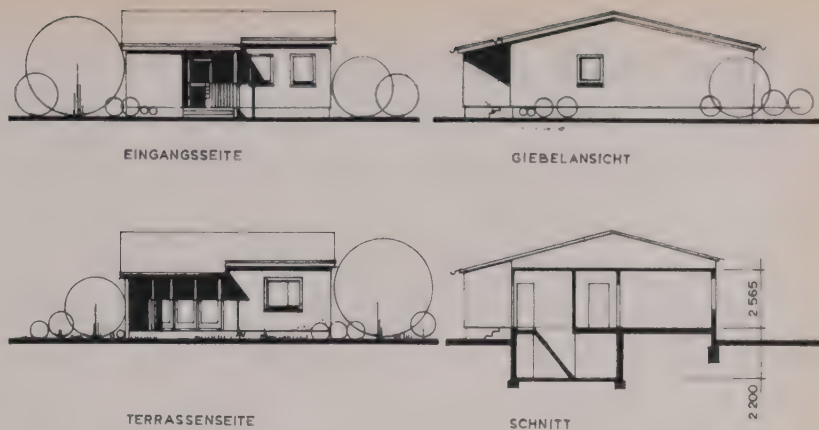 EINGANGSSEITE
GIEBELANSICHT
TERRASSENSEITE
SCHNITT
2 565
2 200